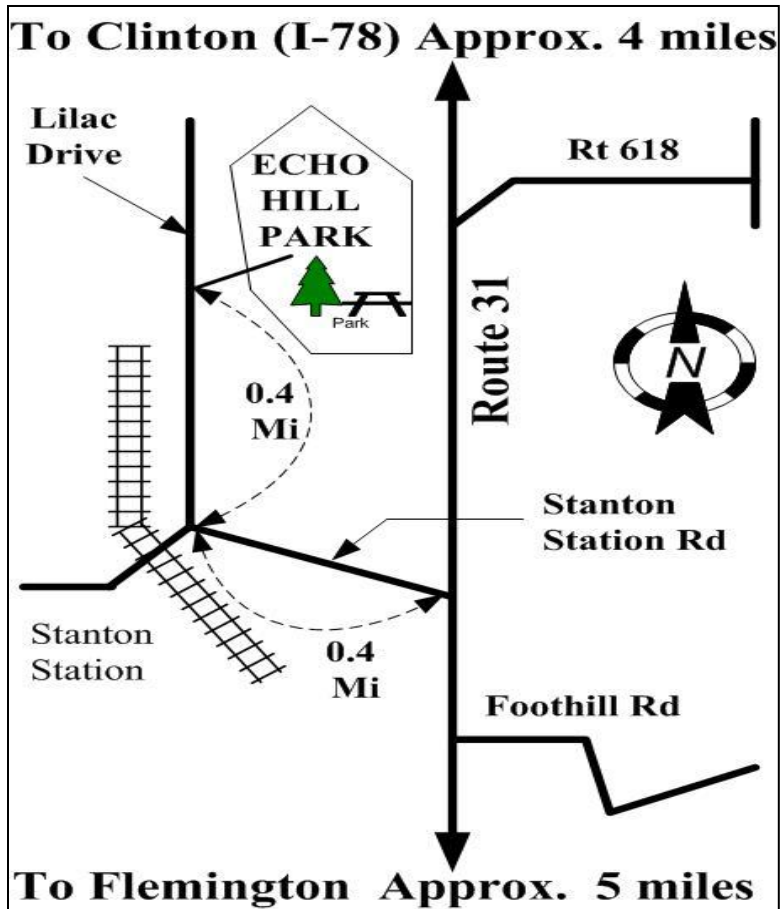 To Clinton (I-78) Approx. 4 miles
Lilac
Drive
ECHO
HILL
PARK
Park
Rt 618
Route 31
N
0.4
Mi
Stanton
Station Rd
Stanton
Station
0.4
Mi
Foothill Rd
To Flemington Approx. 5 miles